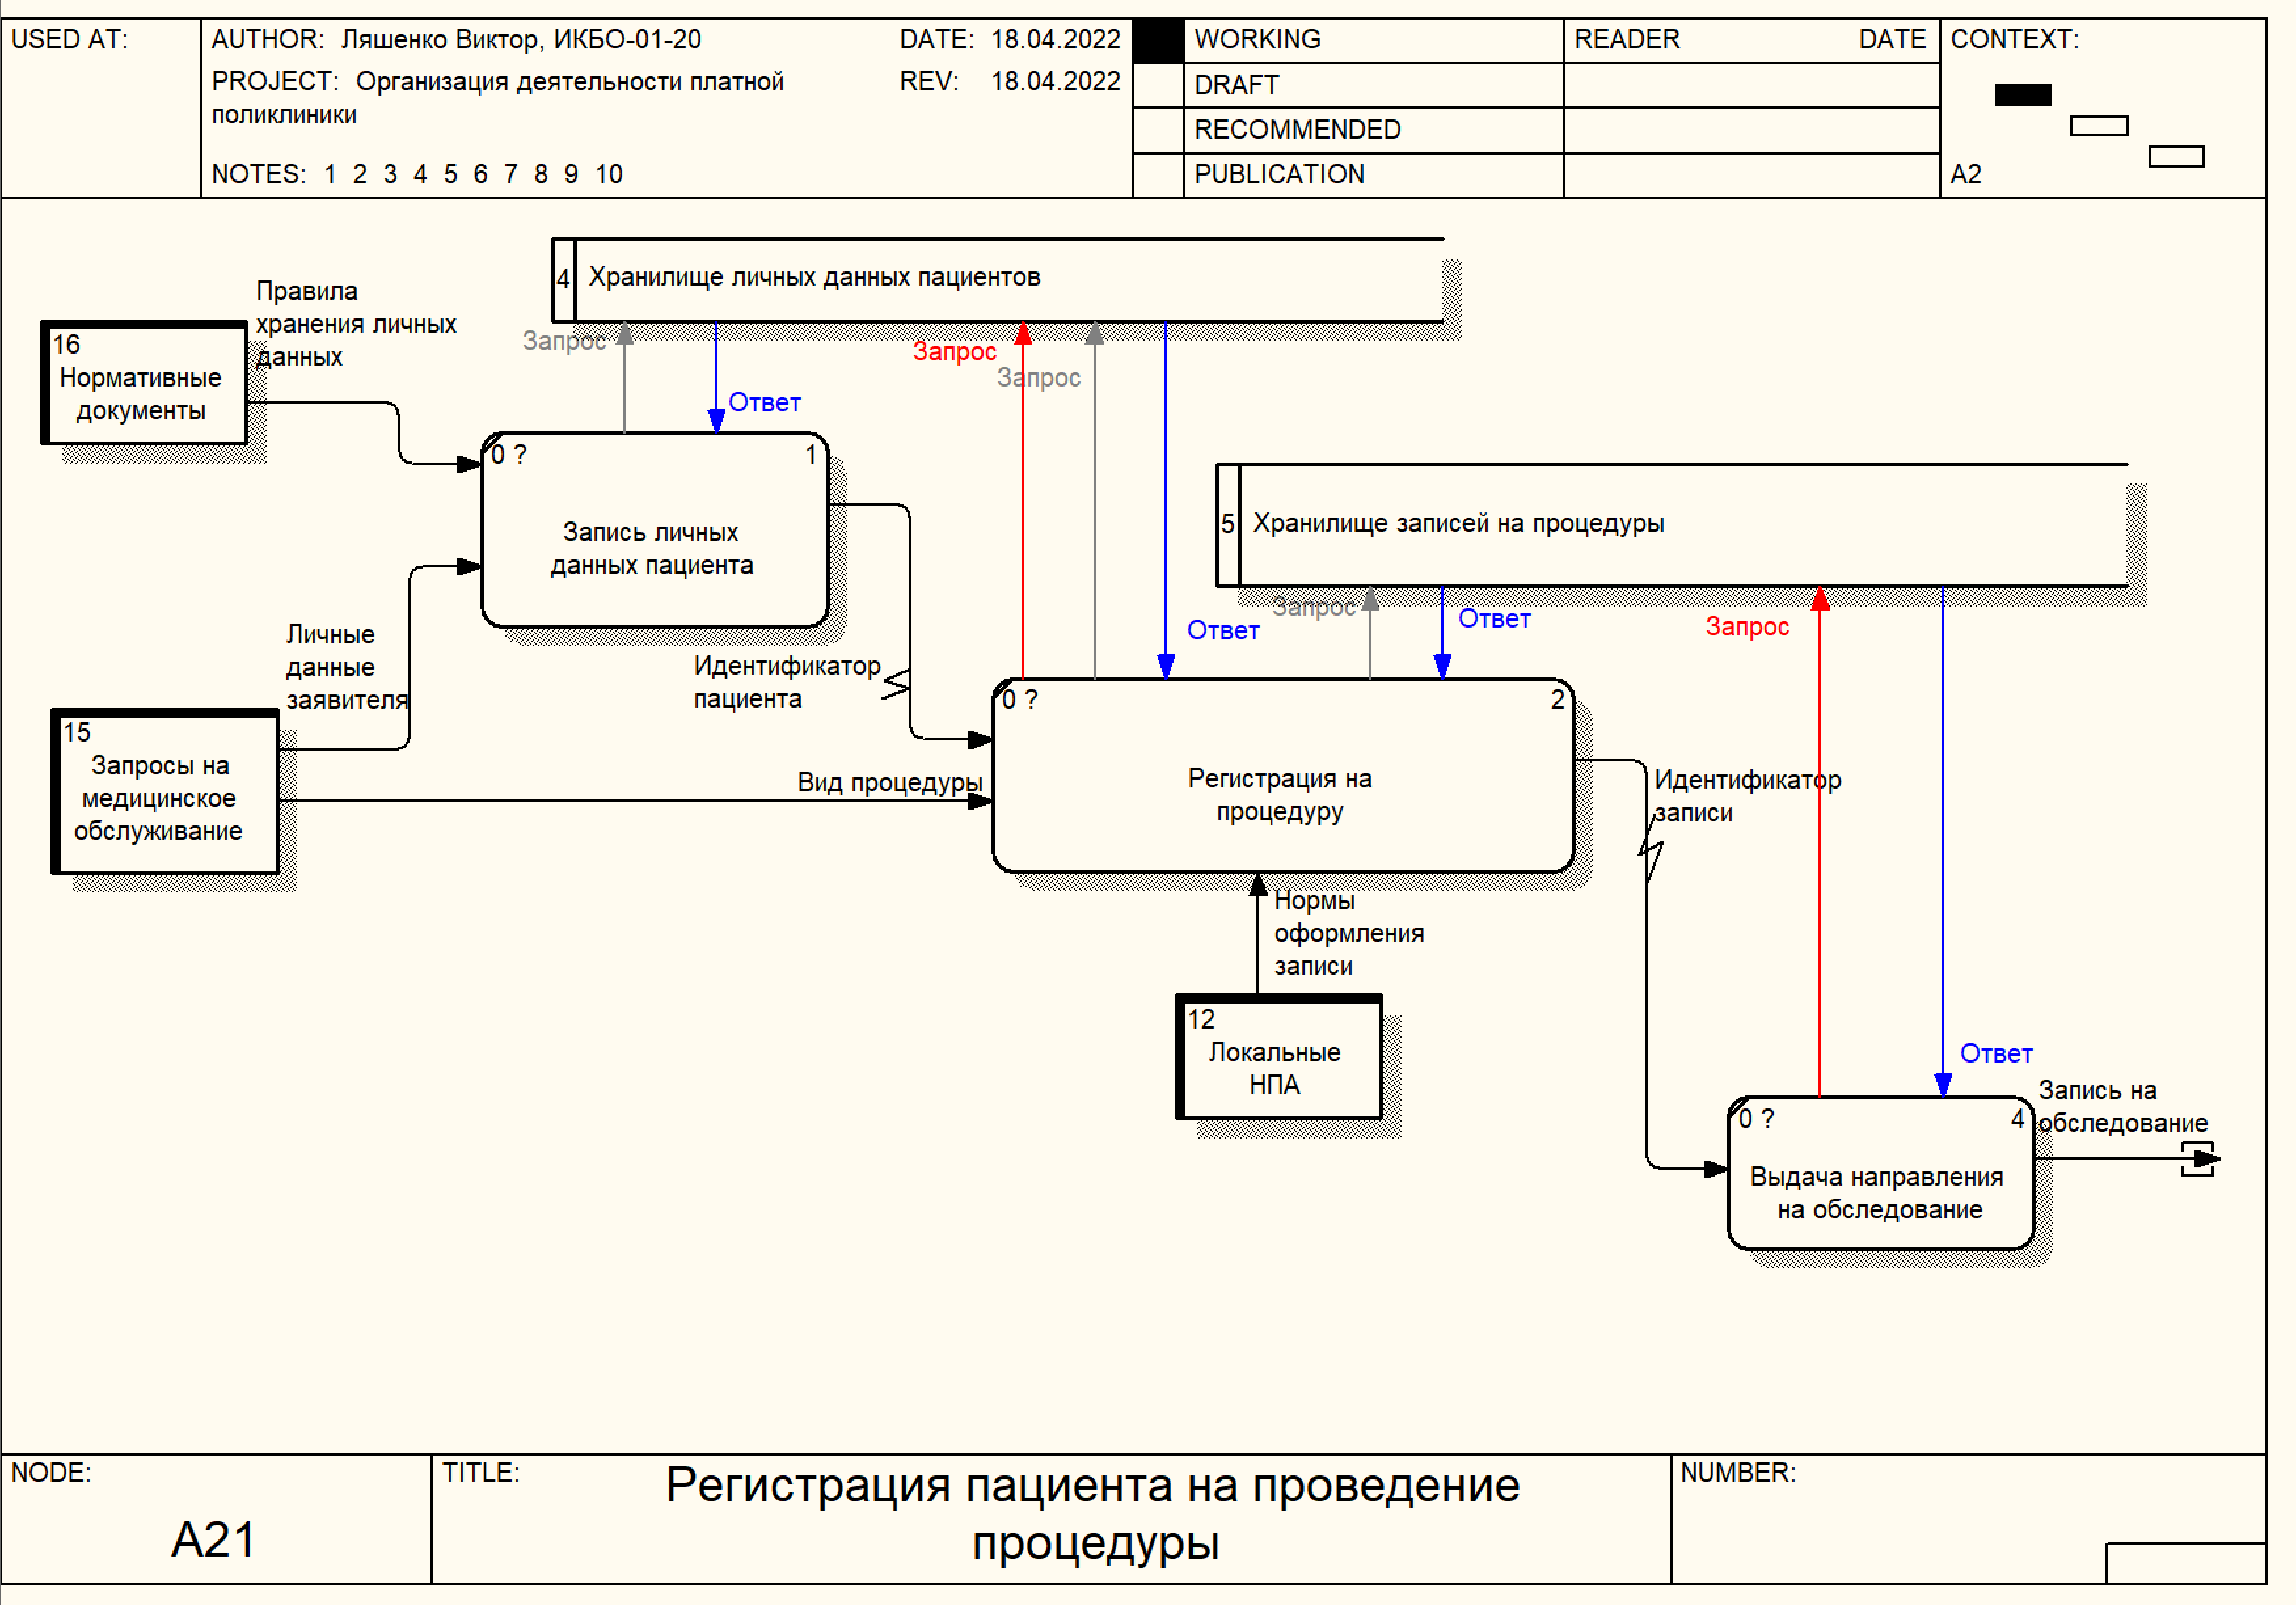 USED AT:
AUTHOR: Ляшенко Виктор, ИКБО-01-20
DATE: 18.04.2022
PROJECT: Организация деятельности платной
поликлиники
REV: 18.04.2022
NOTES: 1 2 3 4 5 6 7 8 9 10
WORKING
DRAFT
RECOMMENDED
PUBLICATION
READER DATE
CONTEXT:
A2
4 Хранилище личных данных пациентов
Правила
хранения личных
данных
16
Нормативные
документы
Запрос
Ответ
Запрос
Запрос
Ответ
0 ? 1
Запись личных
данных пациента
5 Хранилище записей на процедуры
Запрос
Ответ
Запрос
Личные
данные
заявителя
Идентификатор
пациента
15
Запросы на
медицинское
обслуживание
Вид процедуры
0 ? 2
Регистрация на
процедуру
Идентификатор
записи
Нормы
оформления
записи
12
Локальные
НПА
Ответ
0 ? 4
Выдача направления
на обследование
Запись на
обследование
NODE:
A21
TITLE:
Регистрация пациента на проведение
процедуры
NUMBER: